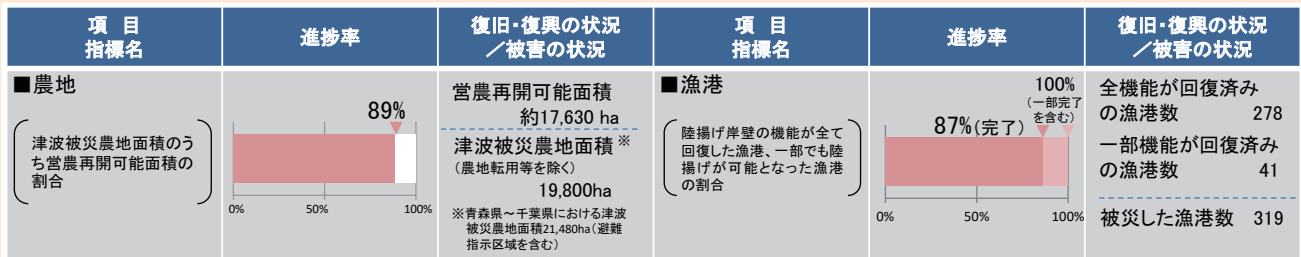 項 目
指標名
進捗率
復旧・復興の状況
／被害の状況
項 目
指標名
進捗率
復旧・復興の状況
／被害の状況
■農地
津波被災農地面積のう
ち営農再開可能面積の
割合
89%
0%
50%
100%
営農再開可能面積
約17,630 ha
津波被災農地面積※
(農地転用等を除く)
19,800ha
※青森県～千葉県における津波
被災農地面積21,480ha(避難
指示区域を含む)
■漁港
陸揚げ岸壁の機能が全て
回復した漁港、一部でも陸
揚げが可能となった漁港
の割合
100%
(一部完了
を含む)
87%(完了)
0%
50%
100%
全機能が回復済み
の漁港数 278
一部機能が回復済み
の漁港数 41
被災した漁港数 319